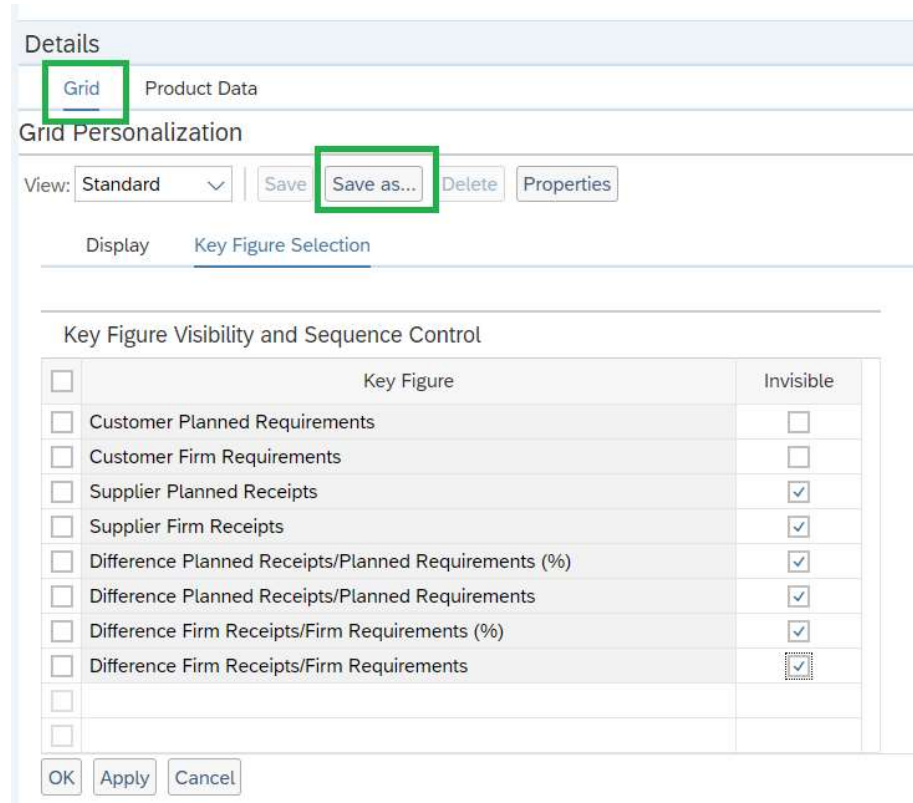 Details
Grid Product Data
Grid Personalization
View: Standard Save Save as... Delete Properties
Display Key Figure Selection
Key Figure Visibility and Sequence Control
Key Figure Invisible
Customer Planned Requirements
Customer Firm Requirements
Supplier Planned Receipts
Supplier Firm Receipts
Difference Planned Receipts/Planned Requirements (%)
Difference Planned Receipts/Planned Requirements
Difference Firm Receipts/Firm Requirements (%)
Difference Firm Receipts/Firm Requirements
OK Apply Cancel